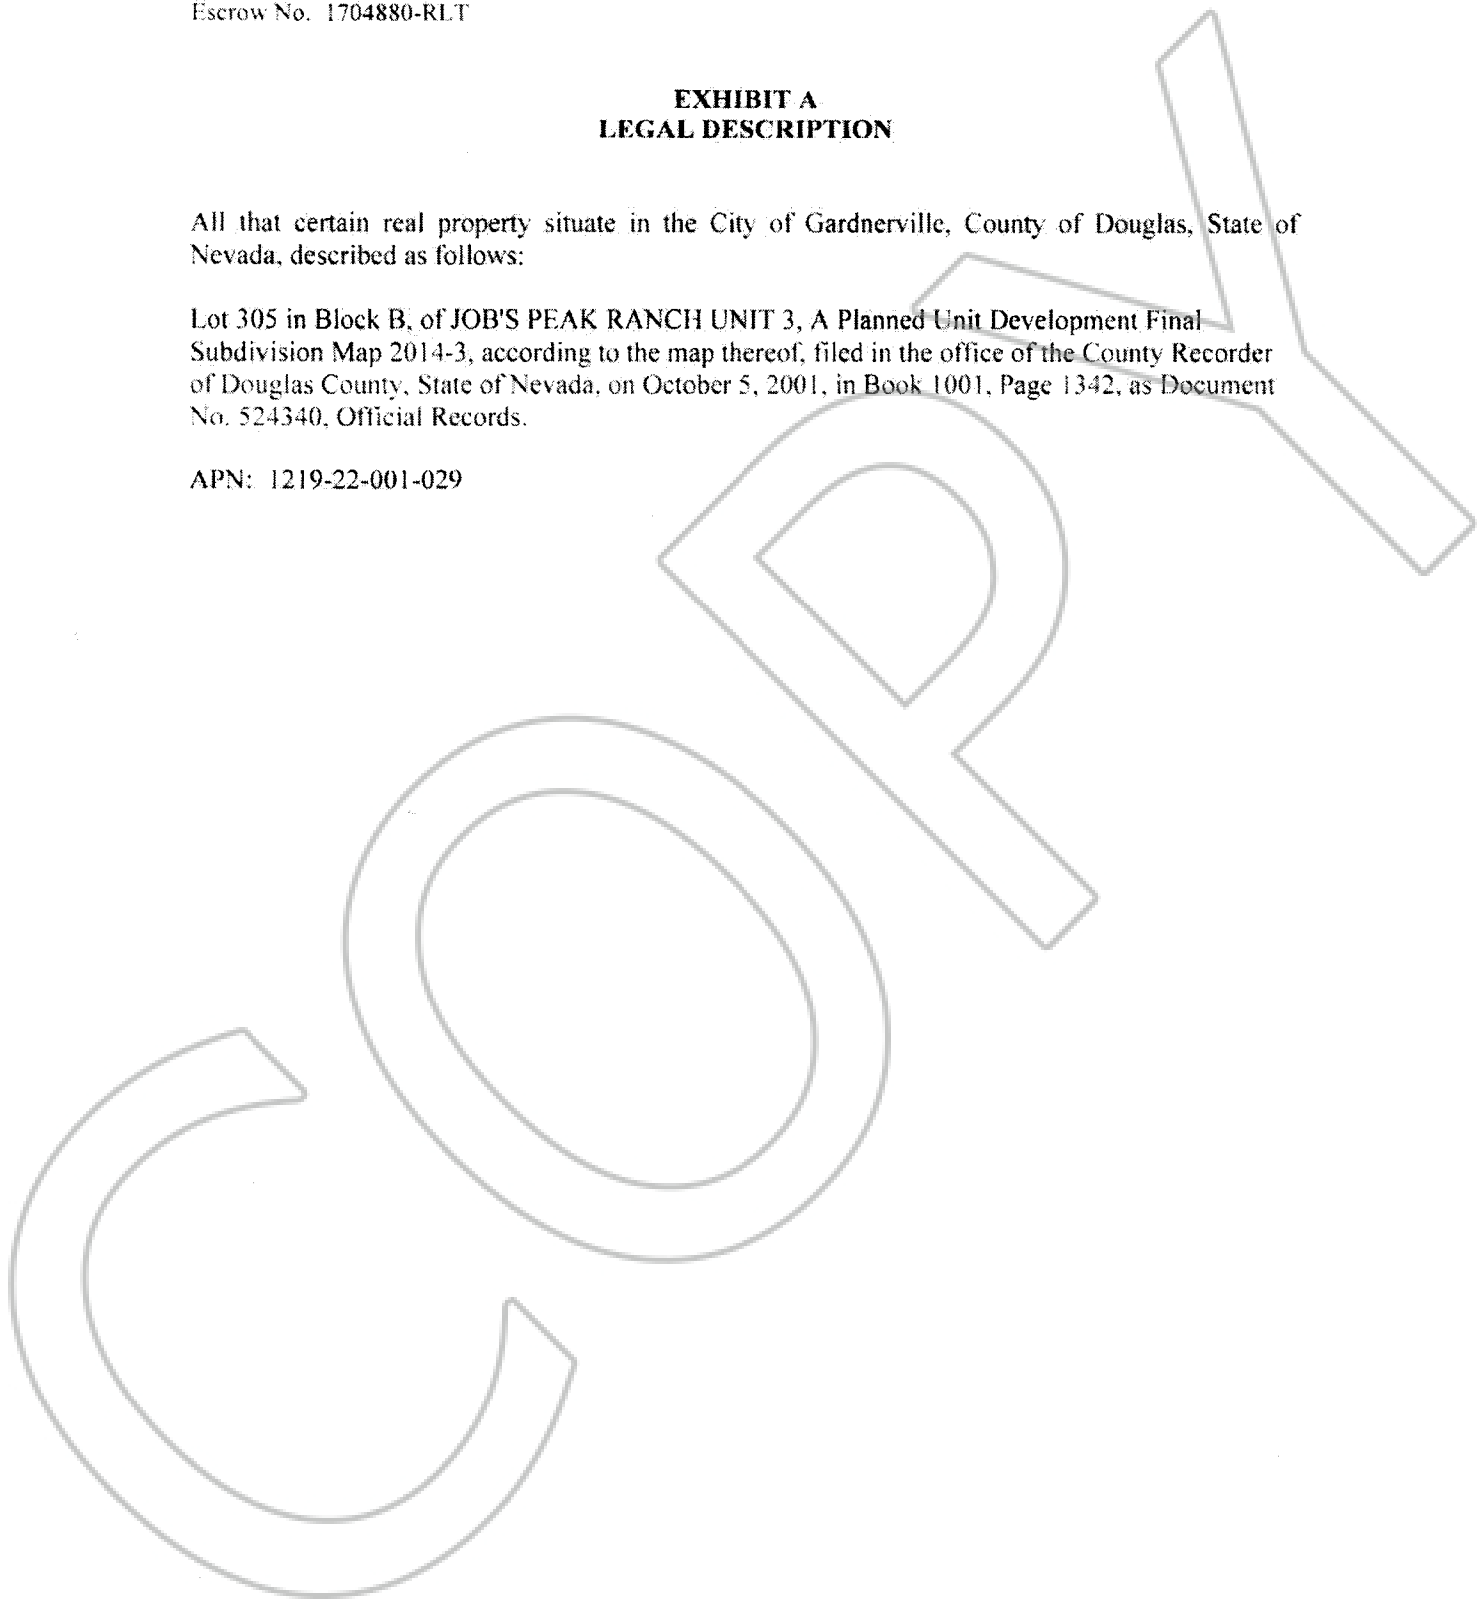 Escrow No. 1704880-RLT
EXHIBIT A
LEGAL DESCRIPTION
All that certain real property situate in the City of Gardnerville, County of Douglas, State of
Nevada, described as follows:
Lot 305 in Block B, of JOB'S PEAK RANCH UNIT 3, A Planned Unit Development Final
Subdivision Map 2014-3, according to the map thereof, filed in the office of the County Recorder
of Douglas County, State of Nevada, on October 5, 2001, in Book 1001, Page 1342, as Document
No. 524340, Official Records.
APN: 1219-22-001-029
COPY